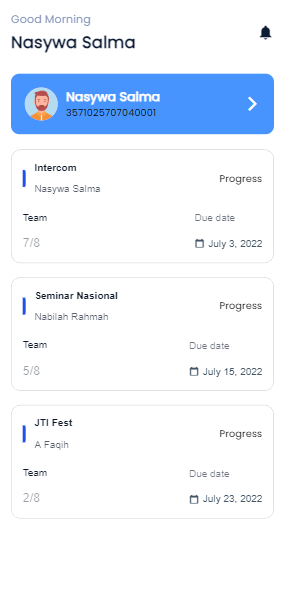 Good Morning
Nasywa Salma
Nasywa Salma
3571025707040001
Intercom
Progress
Nasywa Salma
Team
Due date
7/8
July 3, 2022
Seminar Nasional
Progress
Nabilah Rahmah
Team
Due date
5/8
July 15, 2022
JTI Fest
Progress
A Faqih
Team
Due date
2/8
July 23, 2022